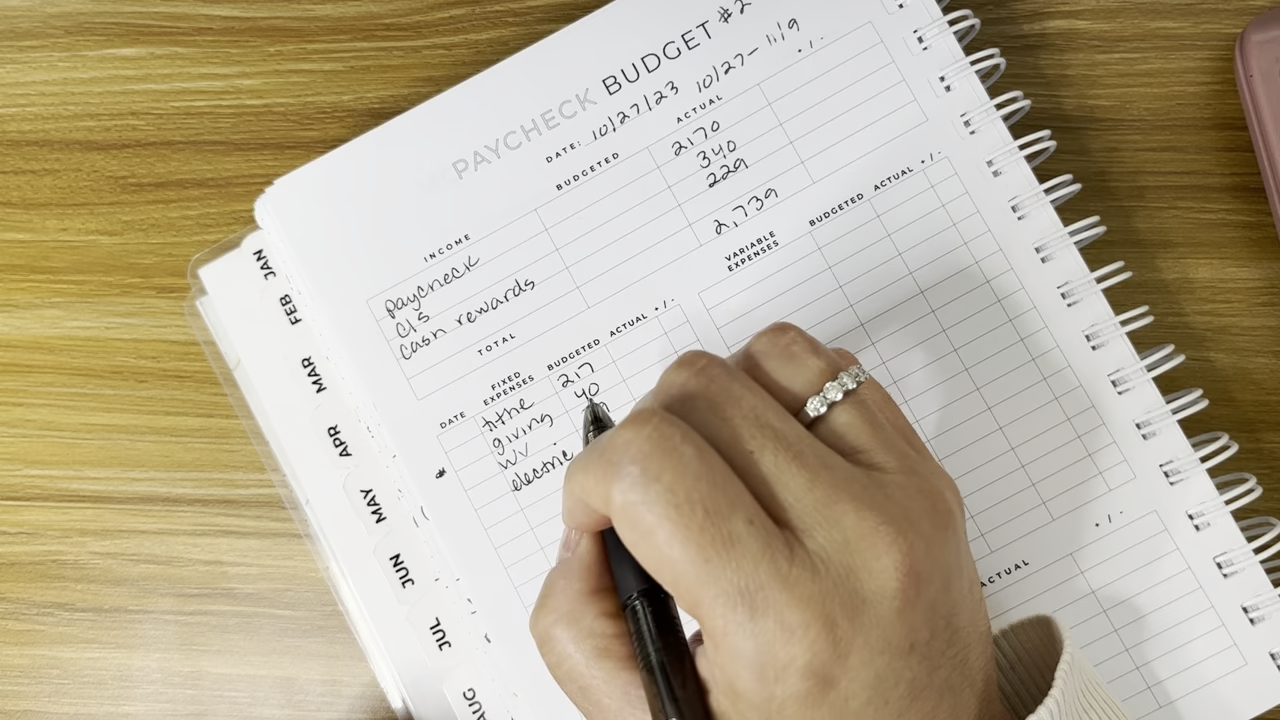 PAYCHECK BUDGET #2
DATE: 10/27/23 10/27-11/9
INCOME BUDGETED ACTUAL +/-
paycheck 2170
CIS 340
cash rewards 229
TOTAL 2,739
DATE FIXED EXPENSES BUDGETED ACTUAL +/-
tithe 217
giving 40
WV
electric
VARIABLE EXPENSES BUDGETED ACTUAL +/-
ACTUAL +/-
JAN
FEB
MAR
APR
MAY
JUN
JUL
AUG